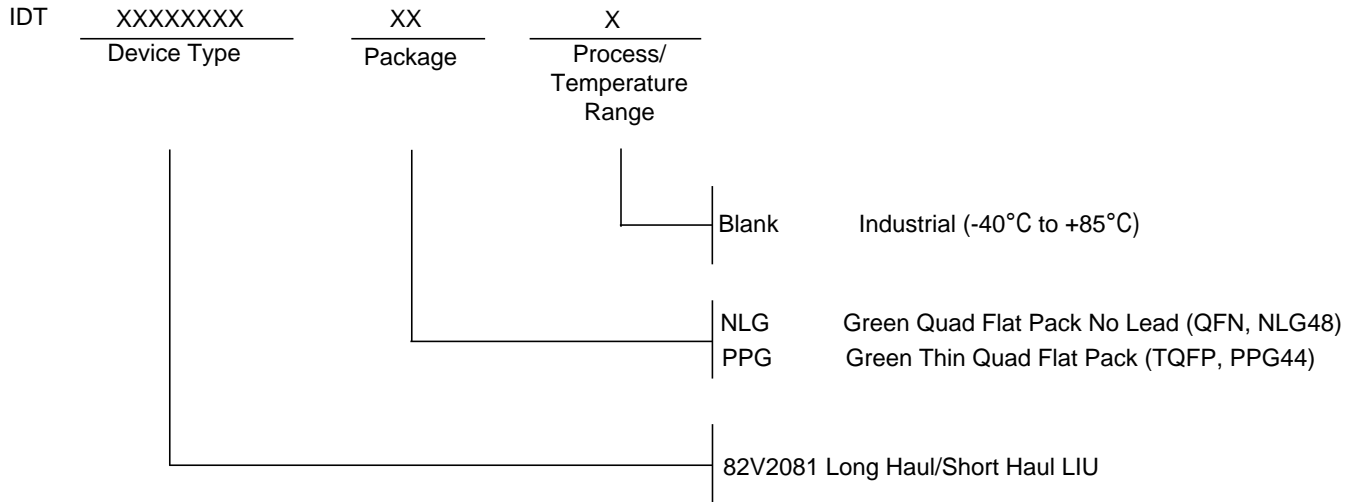 IDT XXXXXXXX XX X
Device Type Package Process/
Temperature
Range
Blank Industrial (-40°C to +85°C)
NLG Green Quad Flat Pack No Lead (QFN, NLG48)
PPG Green Thin Quad Flat Pack (TQFP, PPG44)
82V2081 Long Haul/Short Haul LIU